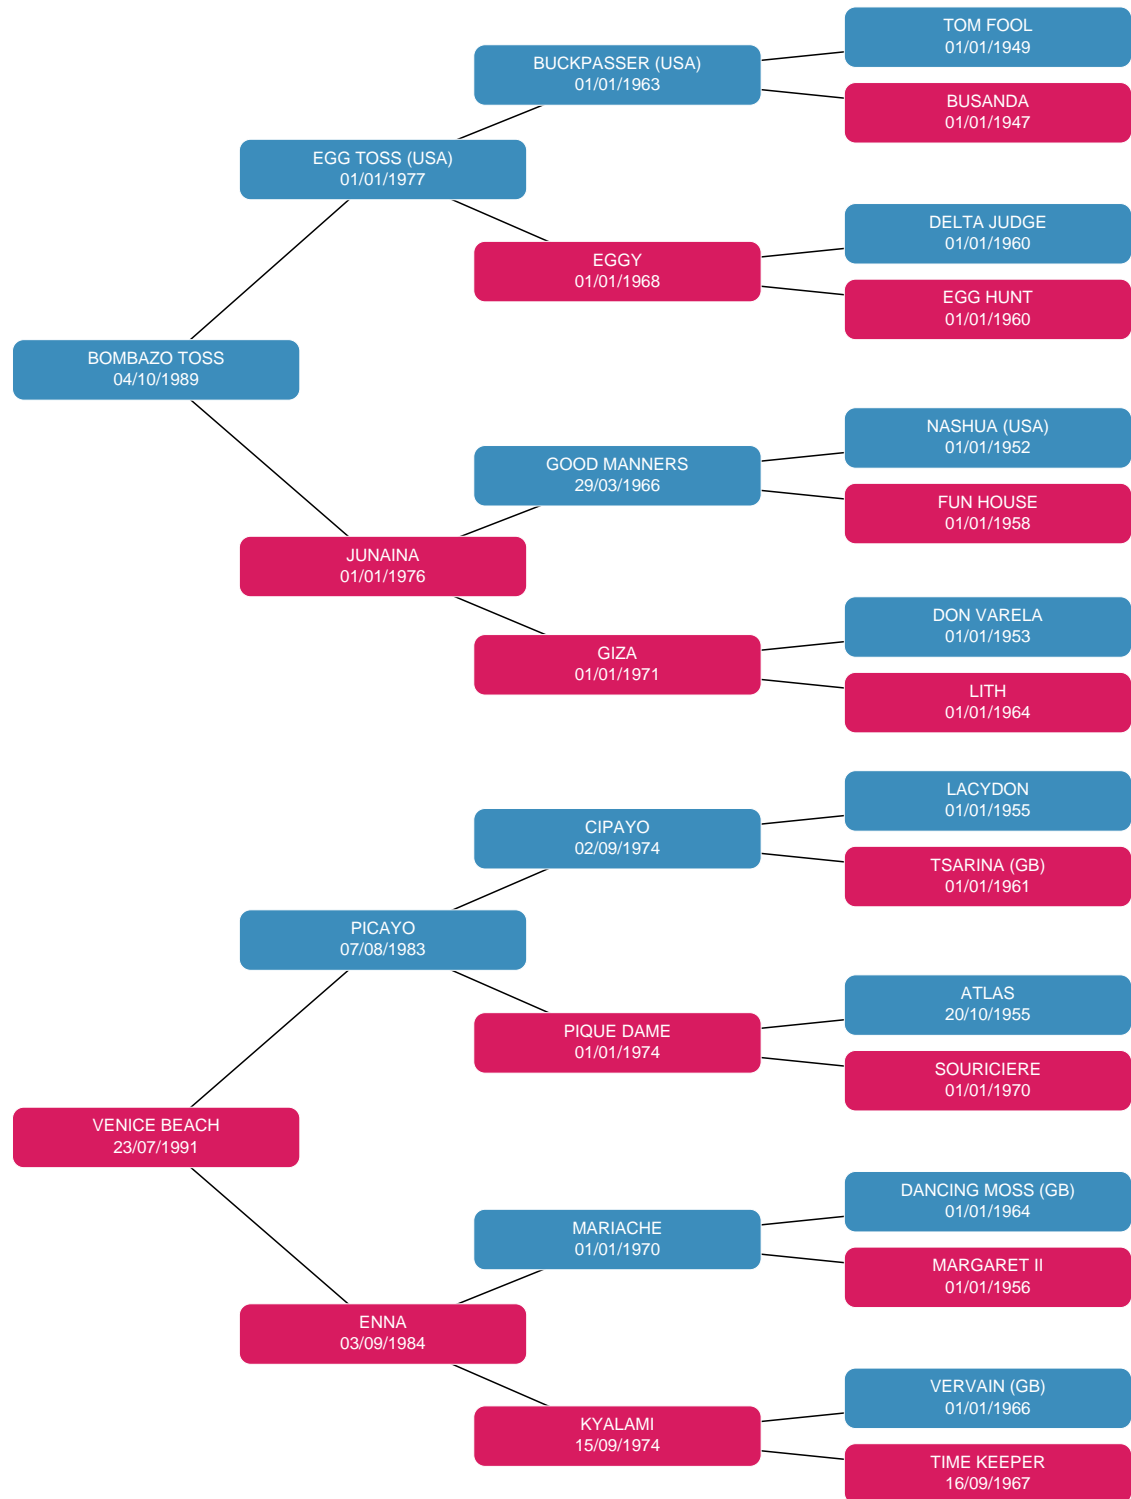 TOM FOOL
01/01/1949
BUCKPASSER (USA)
01/01/1963
BUSANDA
01/01/1947
EGG TOSS (USA)
01/01/1977
DELTA JUDGE
01/01/1960
EGGY
01/01/1968
EGG HUNT
01/01/1960
BOMBAZO TOSS
04/10/1989
NASHUA (USA)
01/01/1952
GOOD MANNERS
29/03/1966
FUN HOUSE
01/01/1958
JUNAINA
01/01/1976
DON VARELA
01/01/1953
GIZA
01/01/1971
LITH
01/01/1964
LACYDON
01/01/1955
CIPAYO
02/09/1974
TSARINA (GB)
01/01/1961
PICAYO
07/08/1983
ATLAS
20/10/1955
PIQUE DAME
01/01/1974
SOURICIERE
01/01/1970
VENICE BEACH
23/07/1991
DANCING MOSS (GB)
01/01/1964
MARIACHE
01/01/1970
MARGARET II
01/01/1956
ENNA
03/09/1984
VERVAIN (GB)
01/01/1966
KYALAMI
15/09/1974
TIME KEEPER
16/09/1967